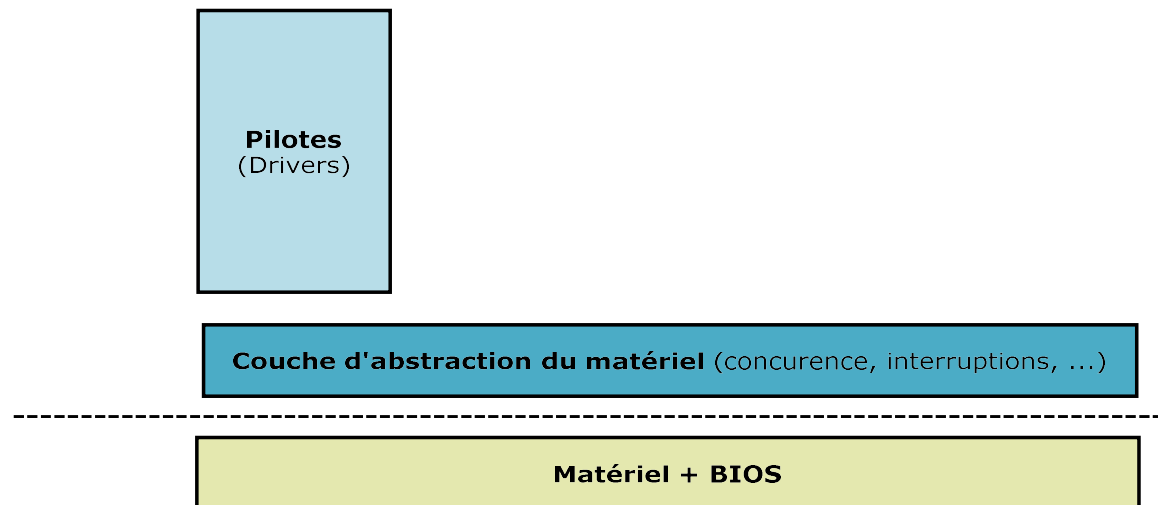 Pilotes
(Drivers)
Couche d'abstraction du matériel (concurence, interruptions, ...)
Matériel + BIOS